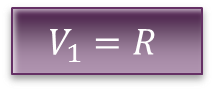 V₁ = R